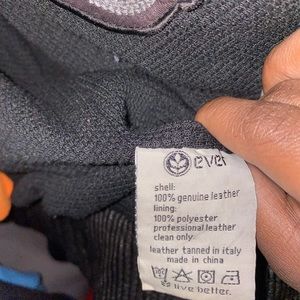 ever
shell:
100% genuine leather
lining:
100% polyester
professional leather
clean only.
leather tanned in italy
made in china
live better.